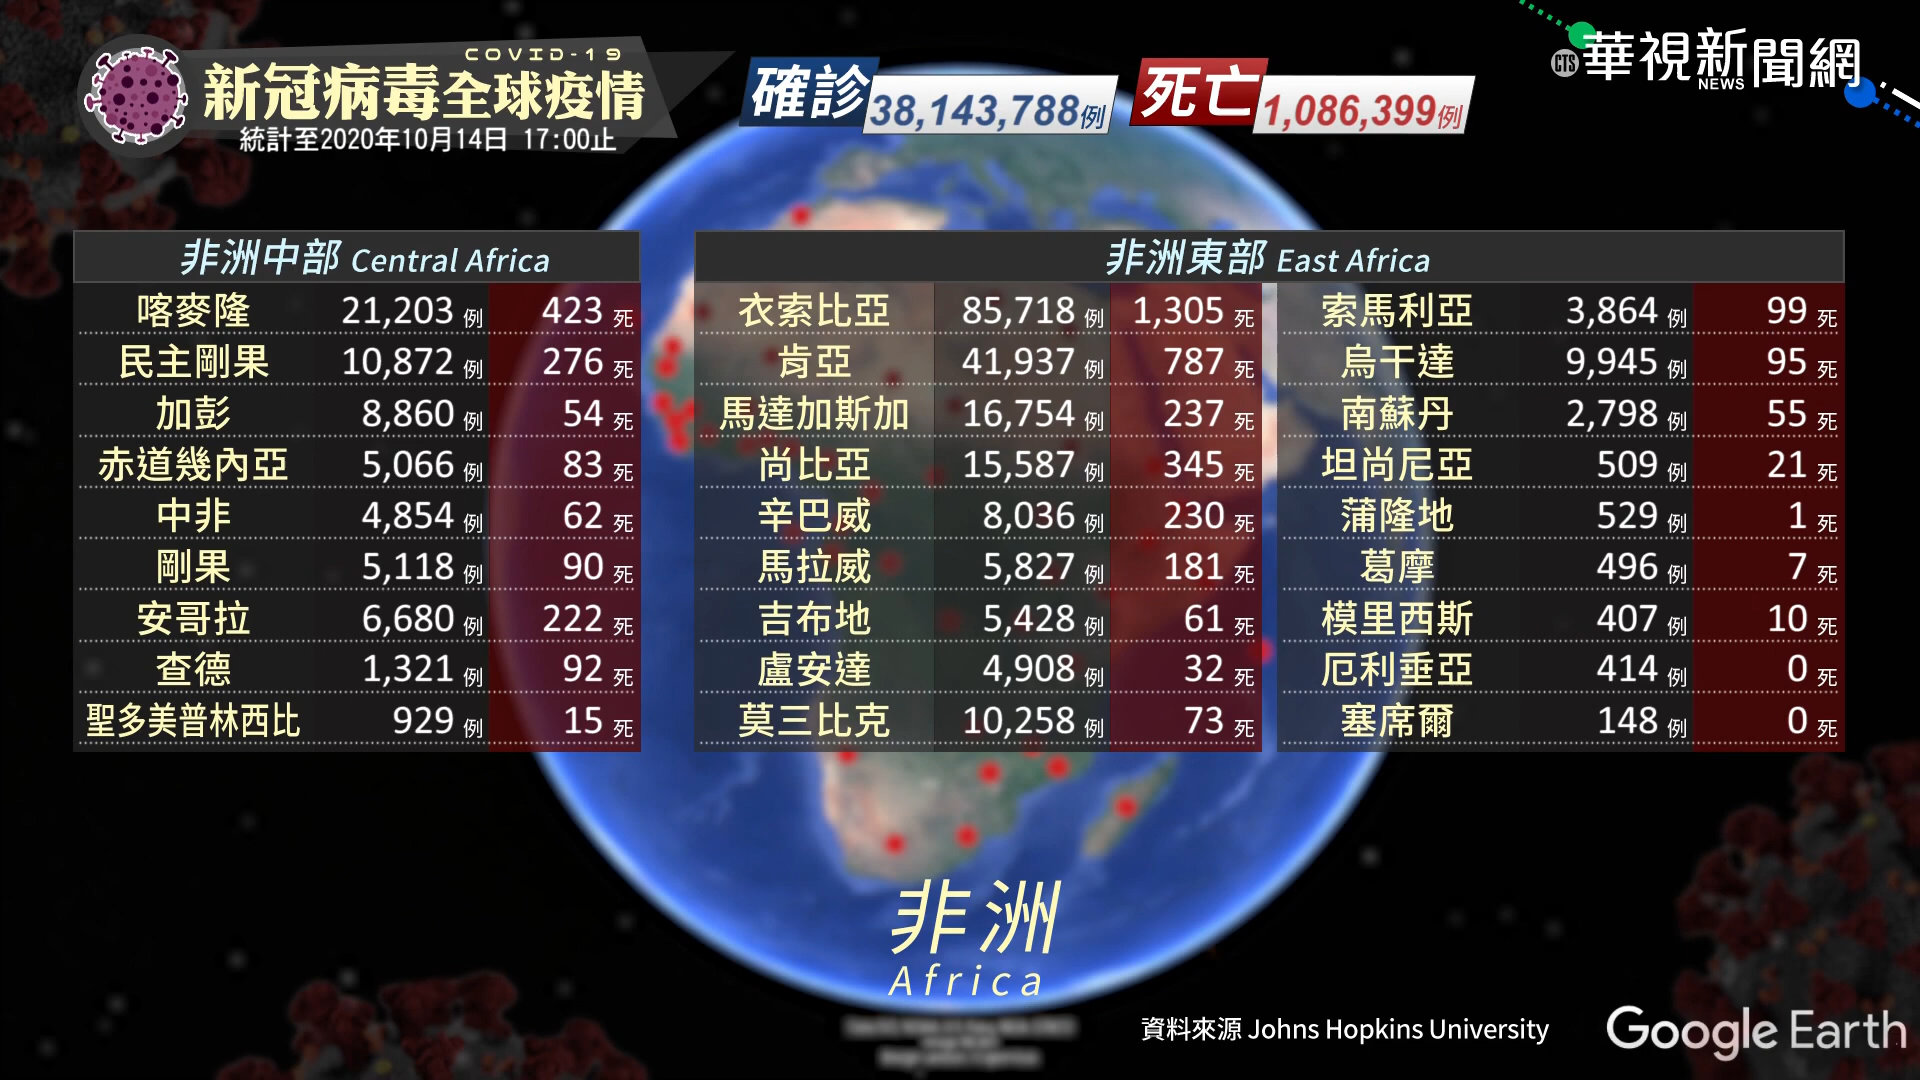 COVID-19
新冠病毒全球疫情
統計至2020年10月14日 17:00止
確診 38,143,788例
死亡 1,086,399例
CTS 華視新聞網
NEWS
非洲中部 Central Africa
喀麥隆 21,203 例 423 死
民主剛果 10,872 例 276 死
加彭 8,860 例 54 死
赤道幾內亞 5,066 例 83 死
中非 4,854 例 62 死
剛果 5,118 例 90 死
安哥拉 6,680 例 222 死
查德 1,321 例 92 死
聖多美普林西比 929 例 15 死
非洲東部 East Africa
衣索比亞 85,718 例 1,305 死
肯亞 41,937 例 787 死
馬達加斯加 16,754 例 237 死
尚比亞 15,587 例 345 死
辛巴威 8,036 例 230 死
馬拉威 5,827 例 181 死
吉布地 5,428 例 61 死
盧安達 4,908 例 32 死
莫三比克 10,258 例 73 死
索馬利亞 3,864 例 99 死
烏干達 9,945 例 95 死
南蘇丹 2,798 例 55 死
坦尚尼亞 509 例 21 死
蒲隆地 529 例 1 死
葛摩 496 例 7 死
模里西斯 407 例 10 死
厄利垂亞 414 例 0 死
塞席爾 148 例 0 死
非洲
Africa
資料來源 Johns Hopkins University
Google Earth